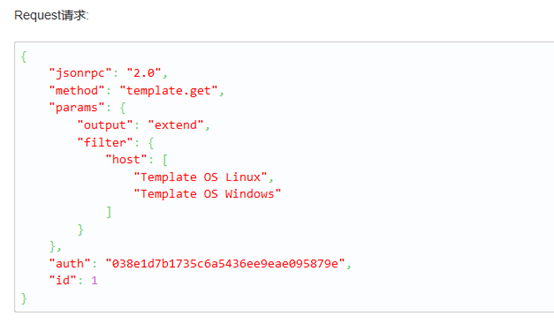 Request请求:
{
    "jsonrpc": "2.0",
    "method": "template.get",
    "params": {
        "output": "extend",
        "filter": {
            "host": [
                "Template OS Linux",
                "Template OS Windows"
            ]
        }
    },
    "auth": "038e1d7b1735c6a5436ee9eae095879e",
    "id": 1
}